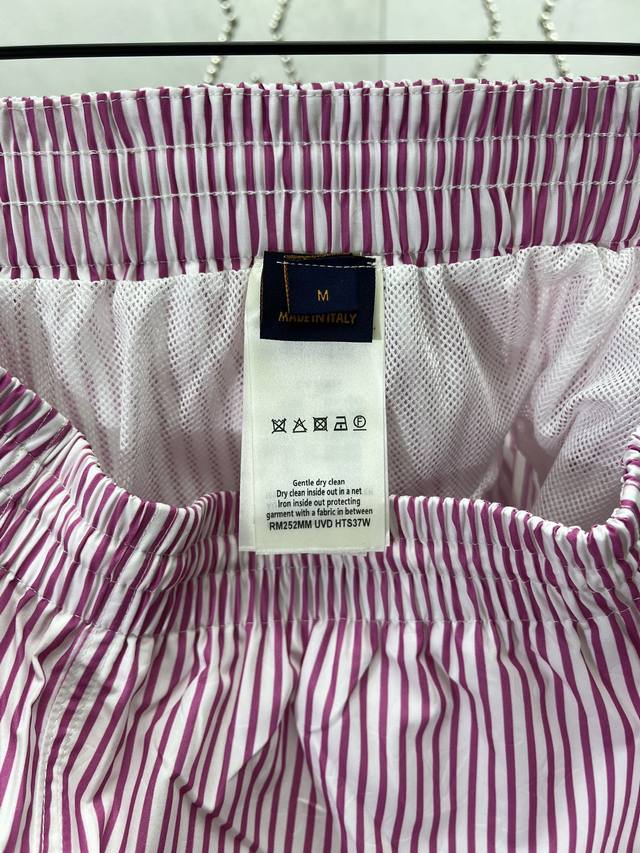 M
MADE IN ITALY
Gentle dry clean
Dry clean inside out in a net
Iron inside out protecting
garment with a fabric in between
RM252MM UVD HTS37W